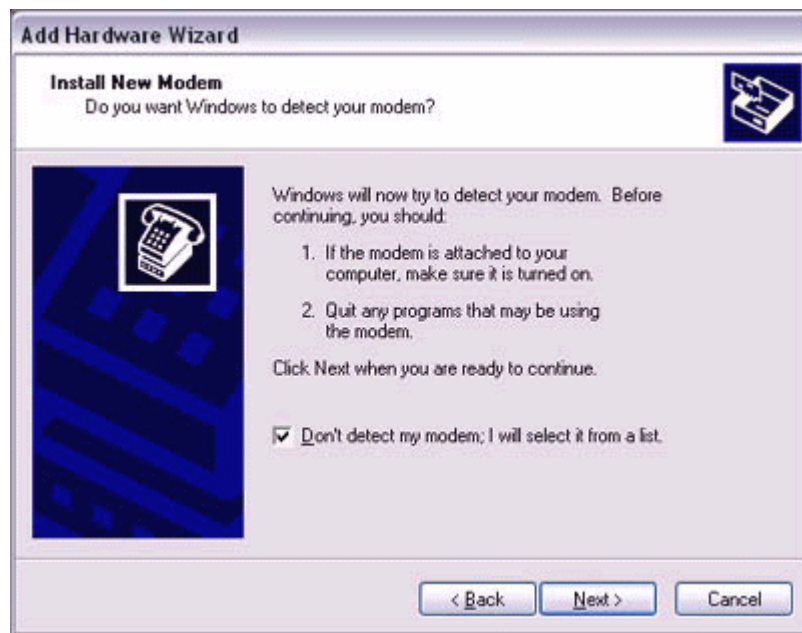 Add Hardware Wizard
Install New Modem
Do you want Windows to detect your modem?
Windows will now try to detect your modem. Before
continuing, you should:
1. If the modem is attached to your
computer, make sure it is turned on.
2. Quit any programs that may be using
the modem.
Click Next when you are ready to continue.
Don't detect my modem; I will select it from a list.
< Back
Next >
Cancel